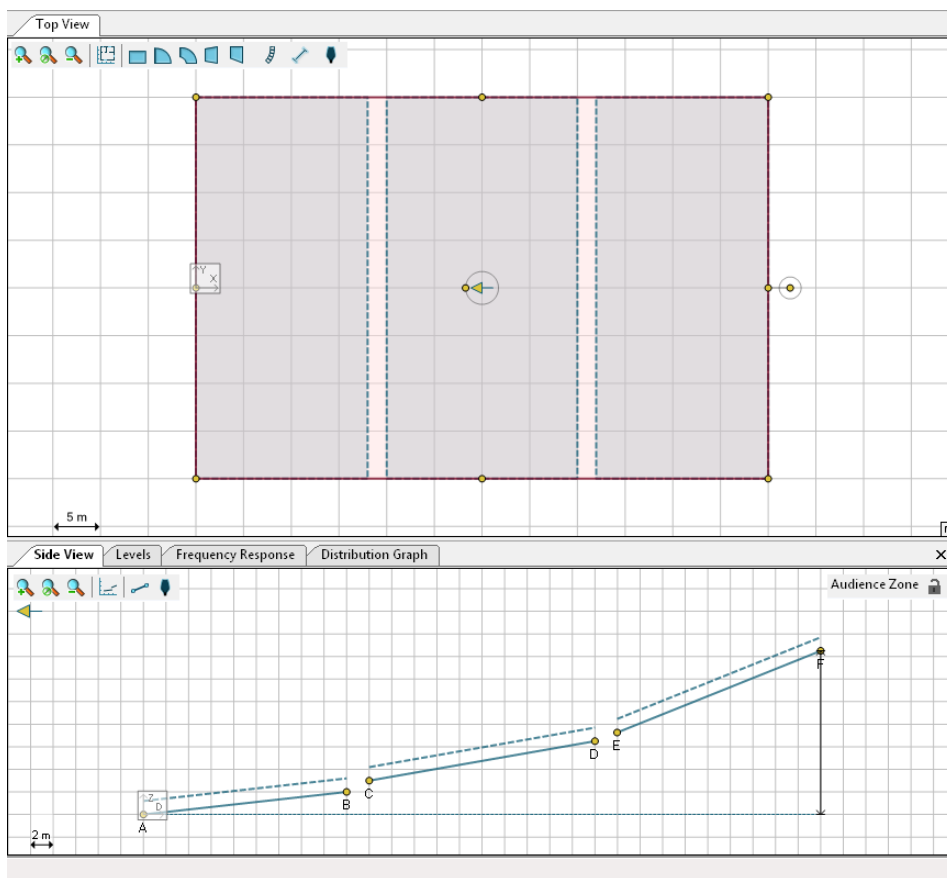 Top View
Y
X
5 m
Side View
Levels
Frequency Response
Distribution Graph
Audience Zone
F
D
E
B
C
Z
D
A
2 m